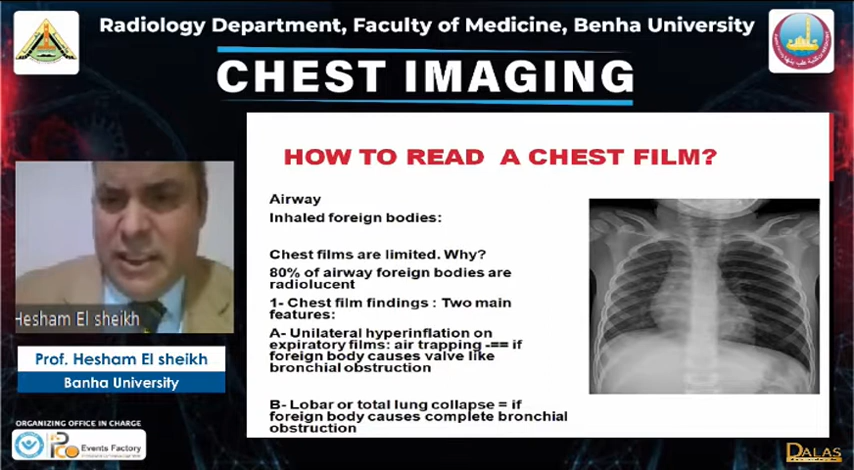 Radiology Department, Faculty of Medicine, Benha University
CHEST IMAGING
HOW TO READ A CHEST FILM?
Airway
Inhaled foreign bodies:
Chest films are limited. Why?
80% of airway foreign bodies are
radiolucent
1- Chest film findings : Two main
features:
A- Unilateral hyperinflation on
expiratory films: air trapping -== if
foreign body causes valve like
bronchial obstruction
B- Lobar or total lung collapse = if
foreign body causes complete bronchial
obstruction
Hesham El sheikh
Prof. Hesham El sheikh
Banha University
ORGANIZING OFFICE IN CHARGE
Events Factory
DALAS